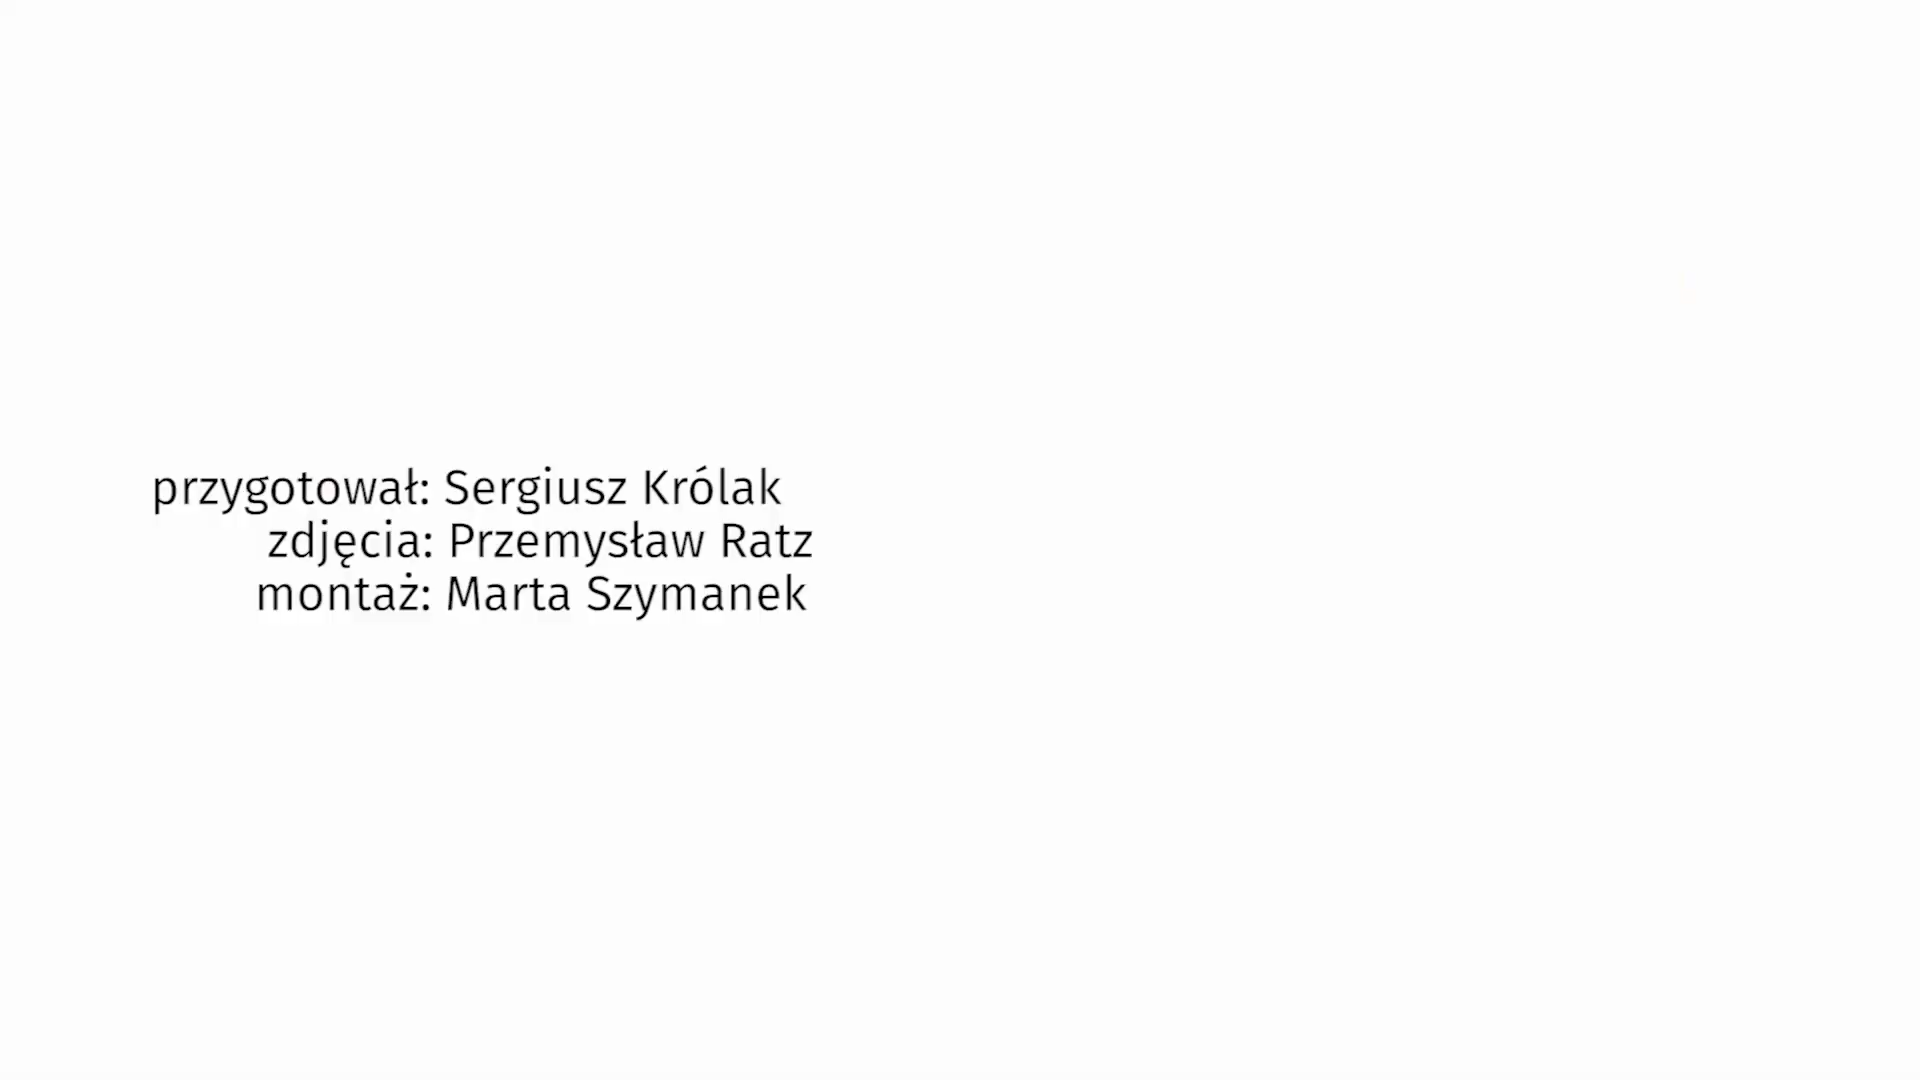 przygotował: Sergiusz Królak
zdjęcia: Przemysław Ratz
montaż: Marta Szymanek